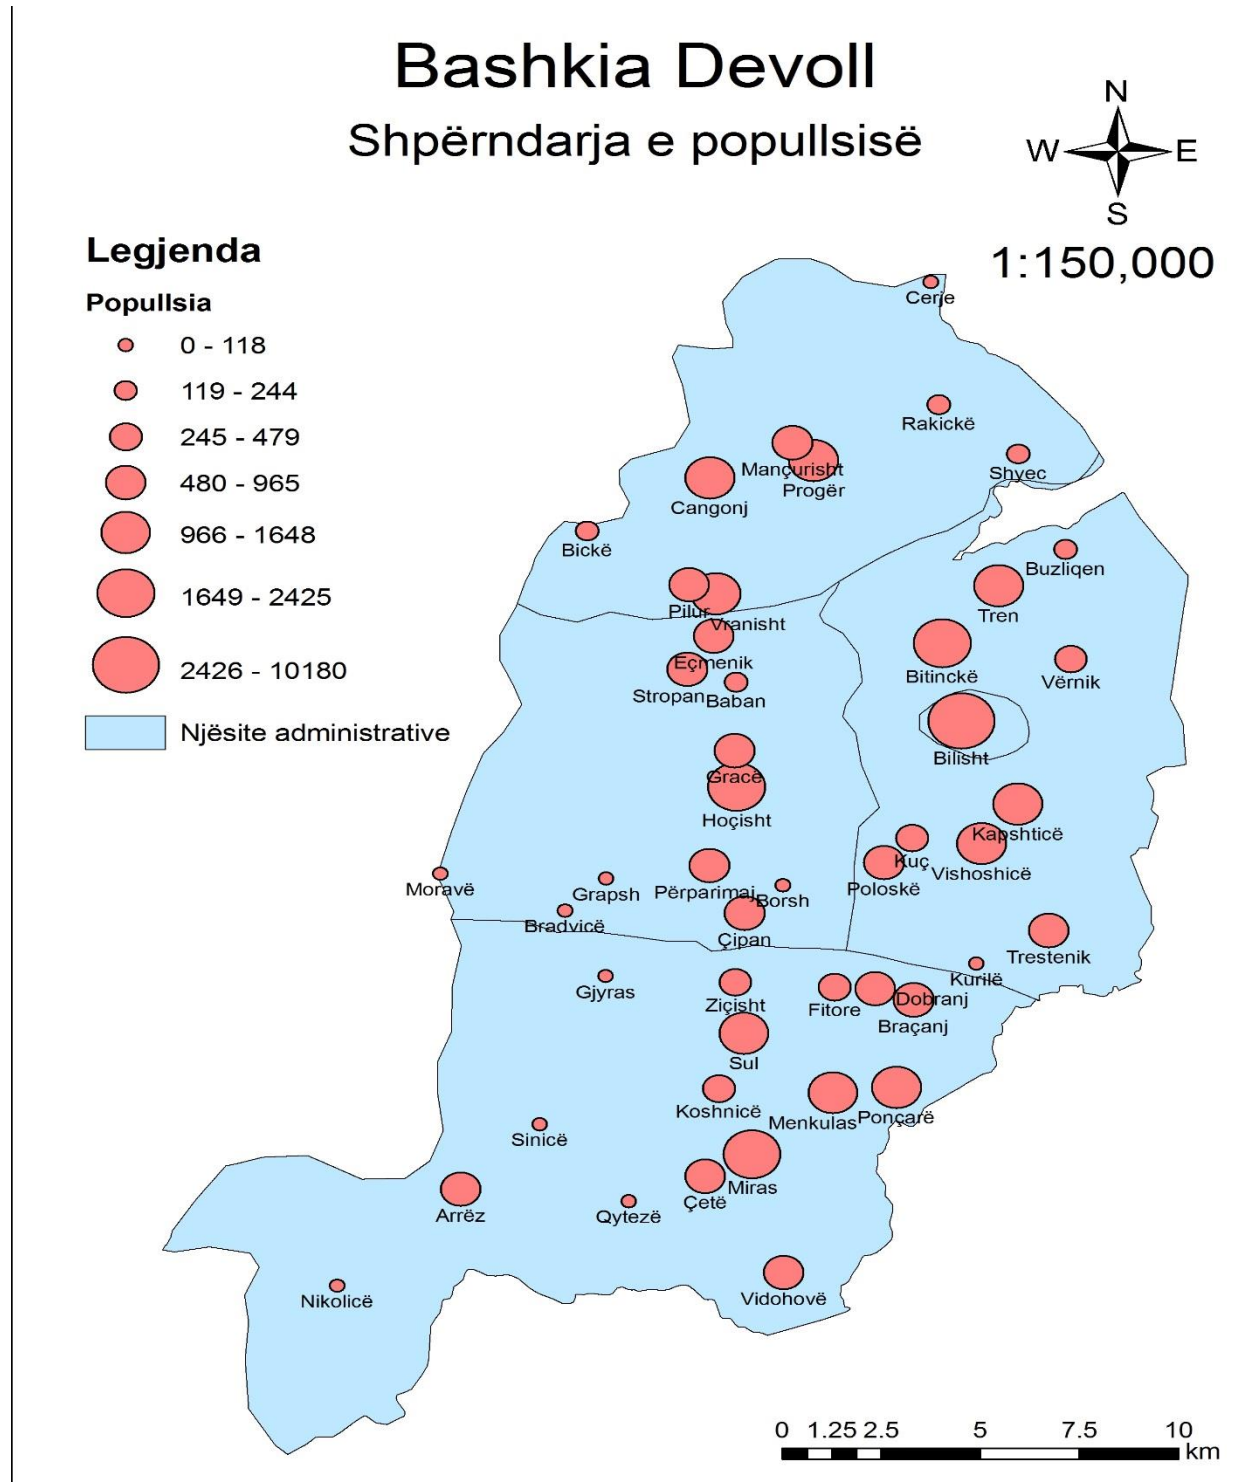 Bashkia Devoll
Shpërndarja e popullsisë
N
W E
S
1:150,000
Legjenda
Popullsia
0 - 118
119 - 244
245 - 479
480 - 965
966 - 1648
1649 - 2425
2426 - 10180
Njësite administrative
Cerje
Rakickë
Mançurisht
Shyec
Progër
Cangonj
Bickë
Buzliqen
Pilur
Tren
Vranisht
Eçmenik
Bitinckë
Vërnik
Stropan
Baban
Bilisht
Gracë
Hoçisht
Kapshticë
Kuç
Vishoshicë
Moravë
Grapsh
Përparimaj
Poloskë
Borsh
Bradvicë
Çipan
Trestenik
Kurilë
Gjyras
Ziçisht
Fitore
Dobranj
Braçanj
Sul
Koshnicë
Menkulas
Ponçarë
Sinicë
Miras
Çetë
Arrëz
Qytezë
Nikolicë
Vidohovë
0 1.25 2.5 5 7.5 10
km